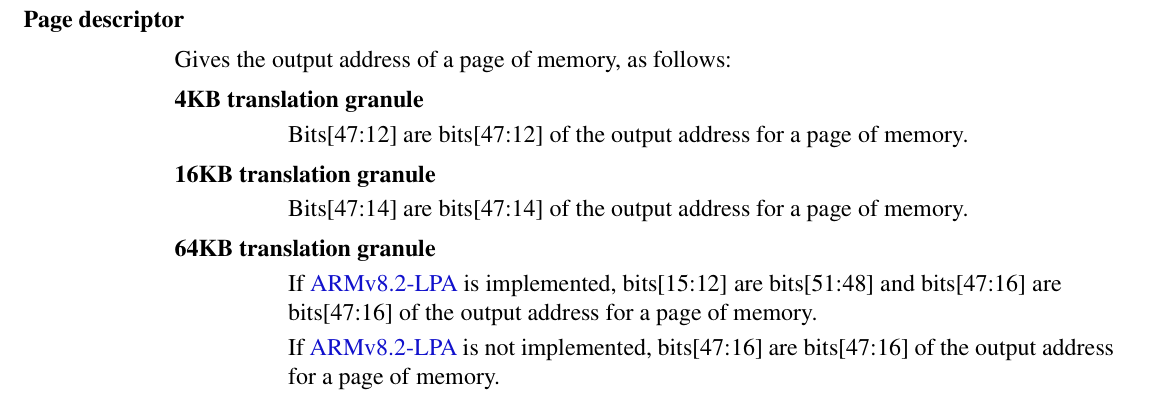 Page descriptor
Gives the output address of a page of memory, as follows:
4KB translation granule
Bits[47:12] are bits[47:12] of the output address for a page of memory.
16KB translation granule
Bits[47:14] are bits[47:14] of the output address for a page of memory.
64KB translation granule
If ARMv8.2-LPA is implemented, bits[15:12] are bits[51:48] and bits[47:16] are
bits[47:16] of the output address for a page of memory.
If ARMv8.2-LPA is not implemented, bits[47:16] are bits[47:16] of the output address
for a page of memory.